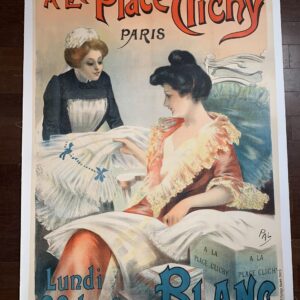 A La Place Clichy
PARIS
PAL
A LA
PLACE CLICHY
A LA
PLACE CLICHY
Lundi
BLANC